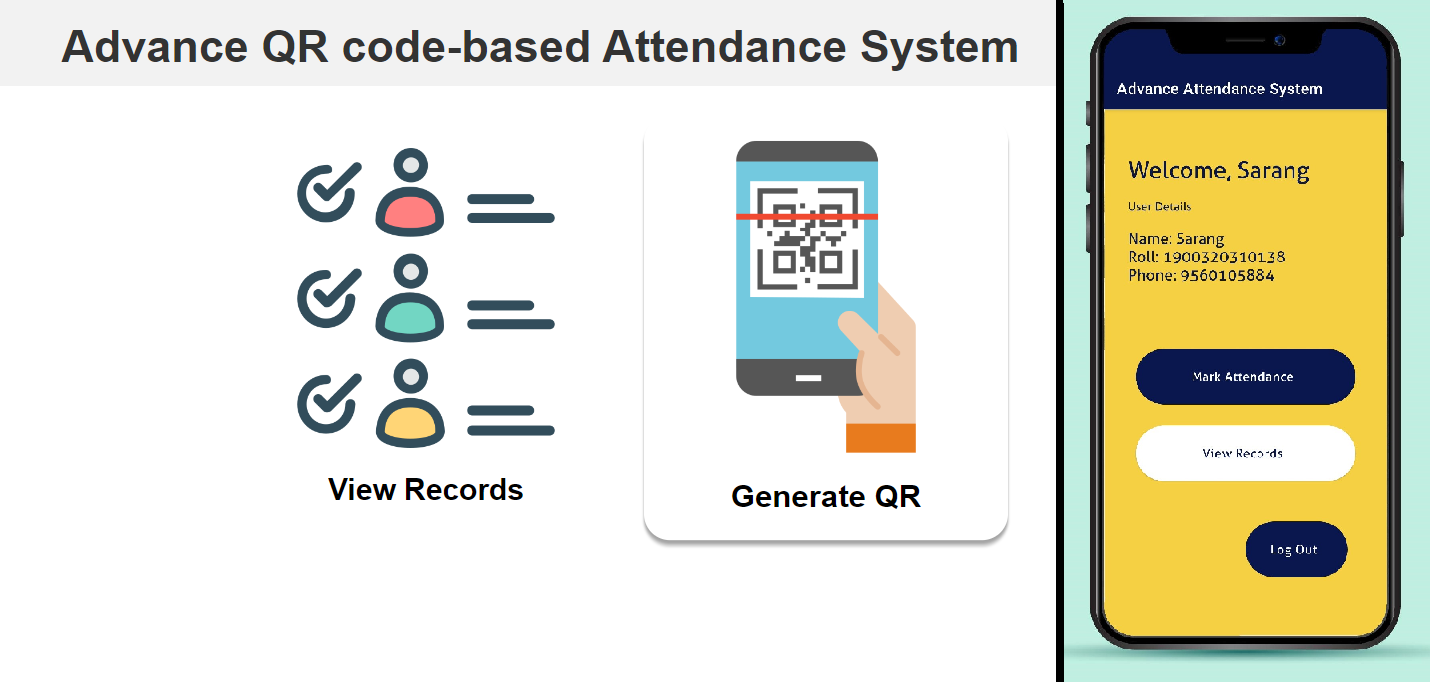 Advance QR code-based Attendance System
View Records
Generate QR
Advance Attendance System
Welcome, Sarang
User Details
Name: Sarang
Roll: 1900320310138
Phone: 9560105884
Mark Attendance
View Records
Log Out